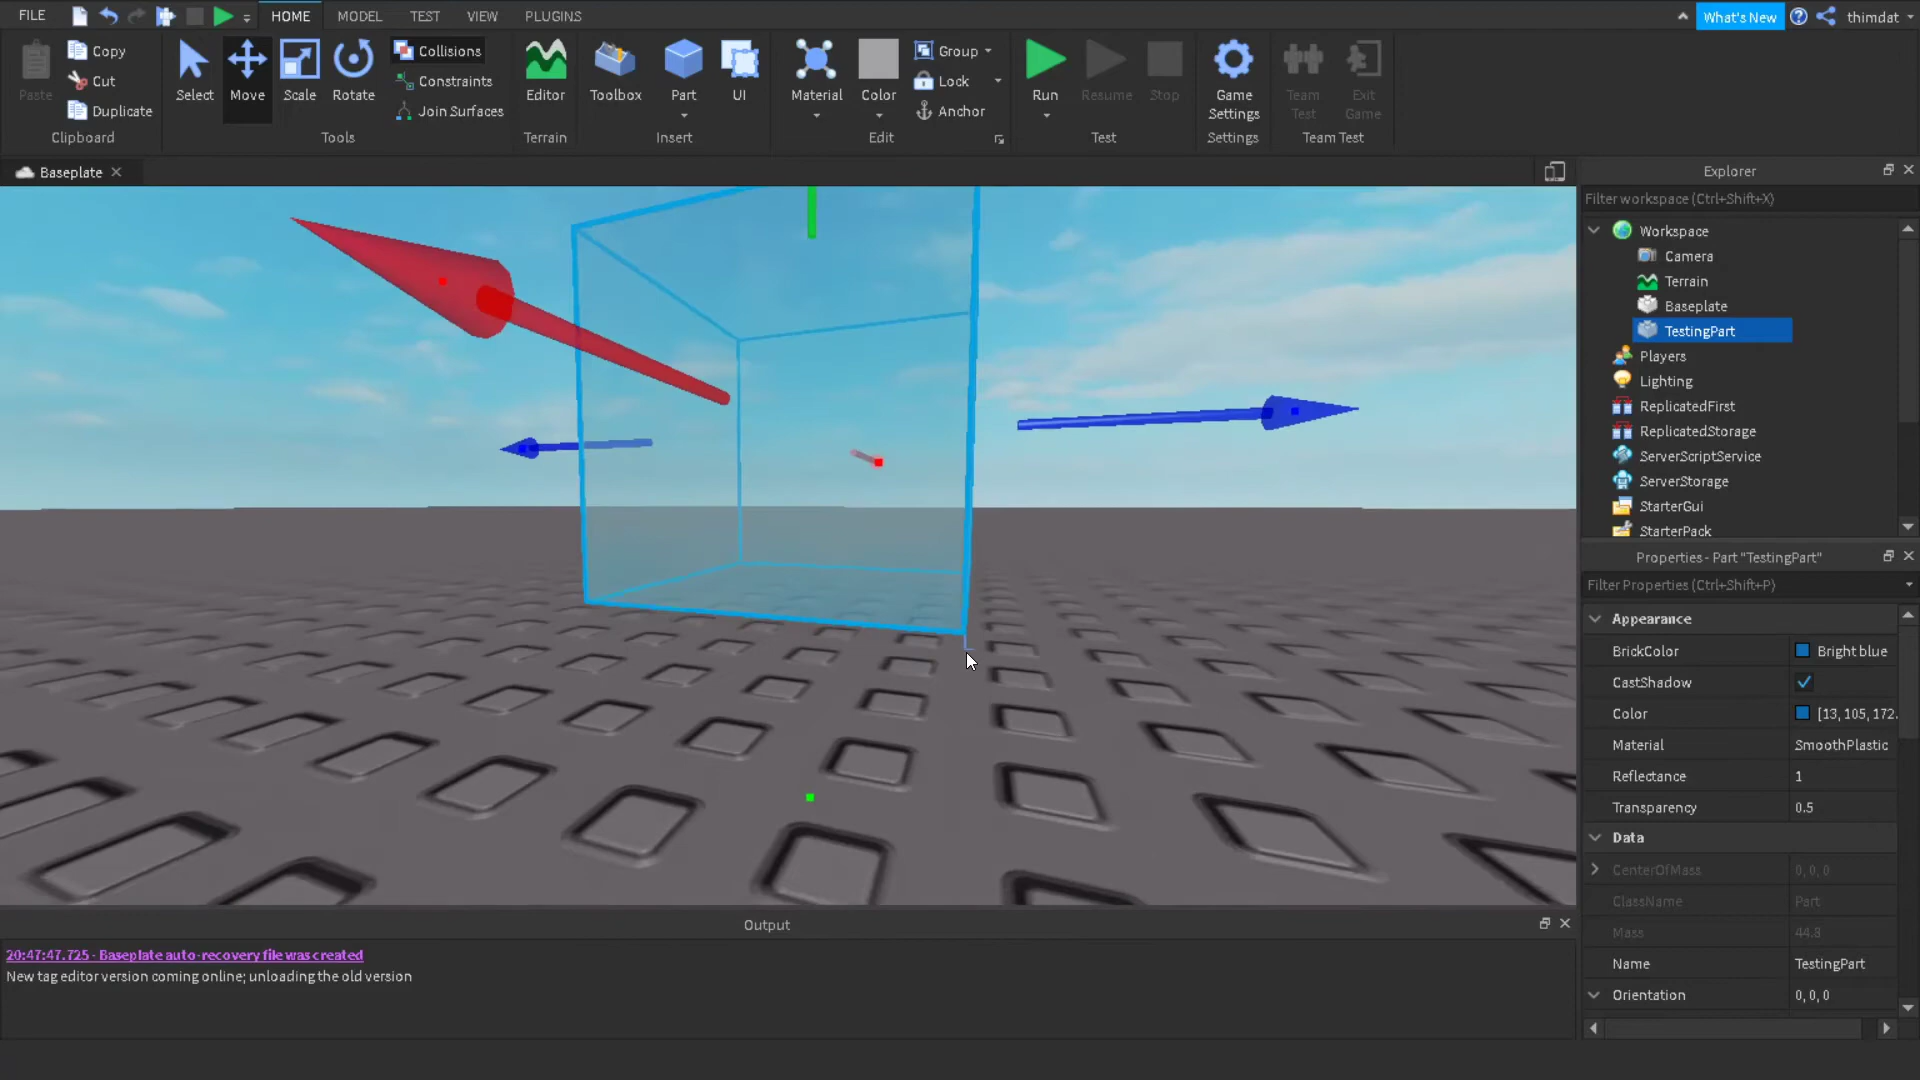 FILE HOME MODEL TEST VIEW PLUGINS What's New thimdat
Paste
Copy
Cut
Duplicate
Clipboard
Select Move Scale Rotate
Collisions
Constraints
Join Surfaces
Tools
Editor
Terrain
Toolbox Part UI
Insert
Material Color
Group
Lock
Anchor
Edit
Run Resume Stop
Test
Game
Settings
Settings
Team
Test
Exit
Game
Team Test
Baseplate
Explorer
Filter workspace (Ctrl+Shift+X)
Workspace
Camera
Terrain
Baseplate
TestingPart
Players
Lighting
ReplicatedFirst
ReplicatedStorage
ServerScriptService
ServerStorage
StarterGui
StarterPack
Properties - Part "TestingPart"
Filter Properties (Ctrl+Shift+P)
Appearance
BrickColor Bright blue
CastShadow
Color [13, 105, 172.
Material SmoothPlastic
Reflectance 1
Transparency 0.5
Data
CenterOfMass 0, 0, 0
ClassName Part
Mass 44.8
Name TestingPart
Orientation 0, 0, 0
Output
20:47:47.725 - Baseplate auto-recovery file was created
New tag editor version coming online; unloading the old version